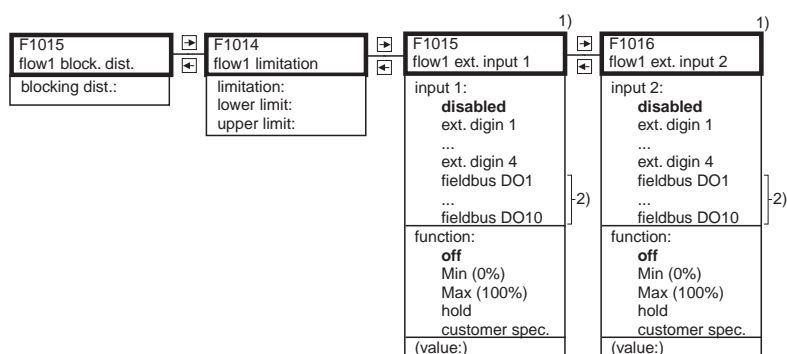 1)
1)
F1015
flow1 block. dist.
blocking dist.:
F1014
flow1 limitation
limitation:
lower limit:
upper limit:
F1015
flow1 ext. input 1
input 1:
disabled
ext. digin 1
...
ext. digin 4
fieldbus DO1
...
fieldbus DO10
2)
function:
off
Min (0%)
Max (100%)
hold
customer spec.
(value:)
F1016
flow1 ext. input 2
input 2:
disabled
ext. digin 1
...
ext. digin 4
fieldbus DO1
...
fieldbus DO10
2)
function:
off
Min (0%)
Max (100%)
hold
customer spec.
(value:)